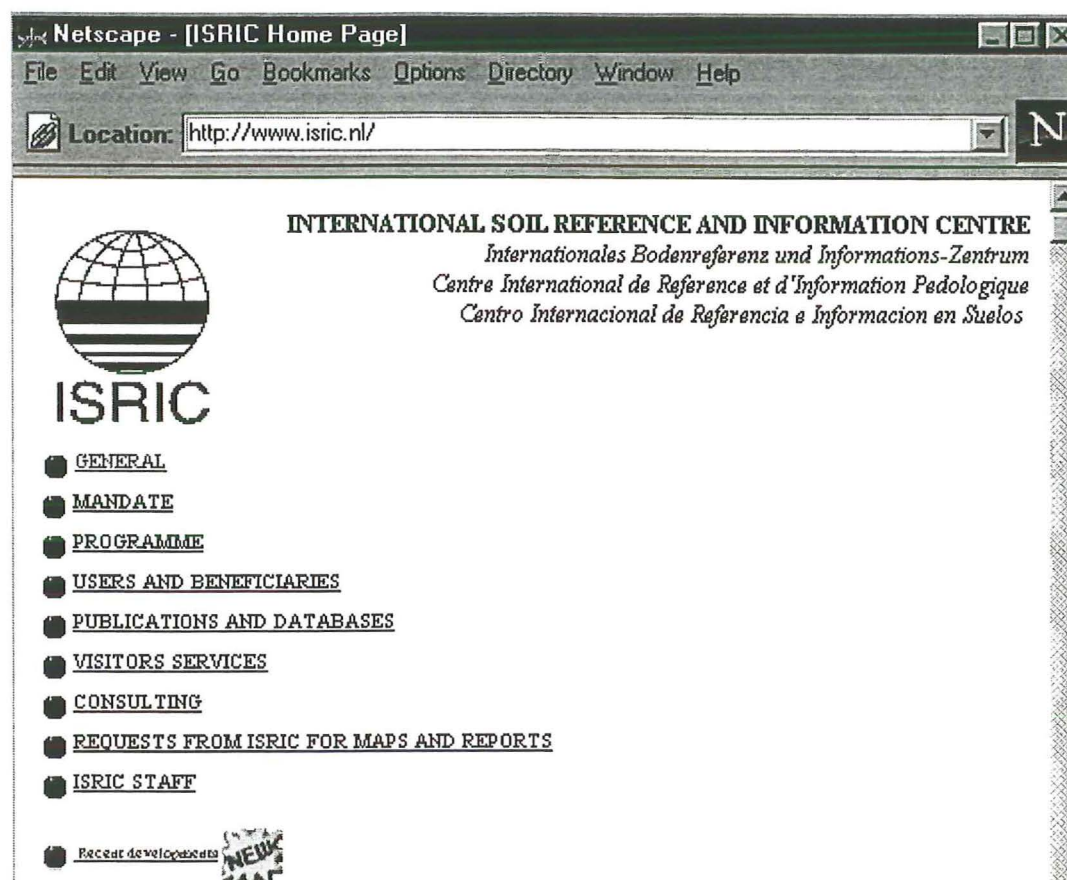 Netscape - [ISRIC Home Page]
File Edit View Go Bookmarks Options Directory Window Help
Location: http://www.isric.nl/
N
INTERNATIONAL SOIL REFERENCE AND INFORMATION CENTRE
Internationales Bodenreferenz und Informations-Zentrum
Centre International de Reference et d'Information Pedologique
Centro Internacional de Referencia e Informacion en Suelos
ISRIC
GENERAL
MANDATE
PROGRAMME
USERS AND BENEFICIARIES
PUBLICATIONS AND DATABASES
VISITORS SERVICES
CONSULTING
REQUESTS FROM ISRIC FOR MAPS AND REPORTS
ISRIC STAFF
Recent developments NEW